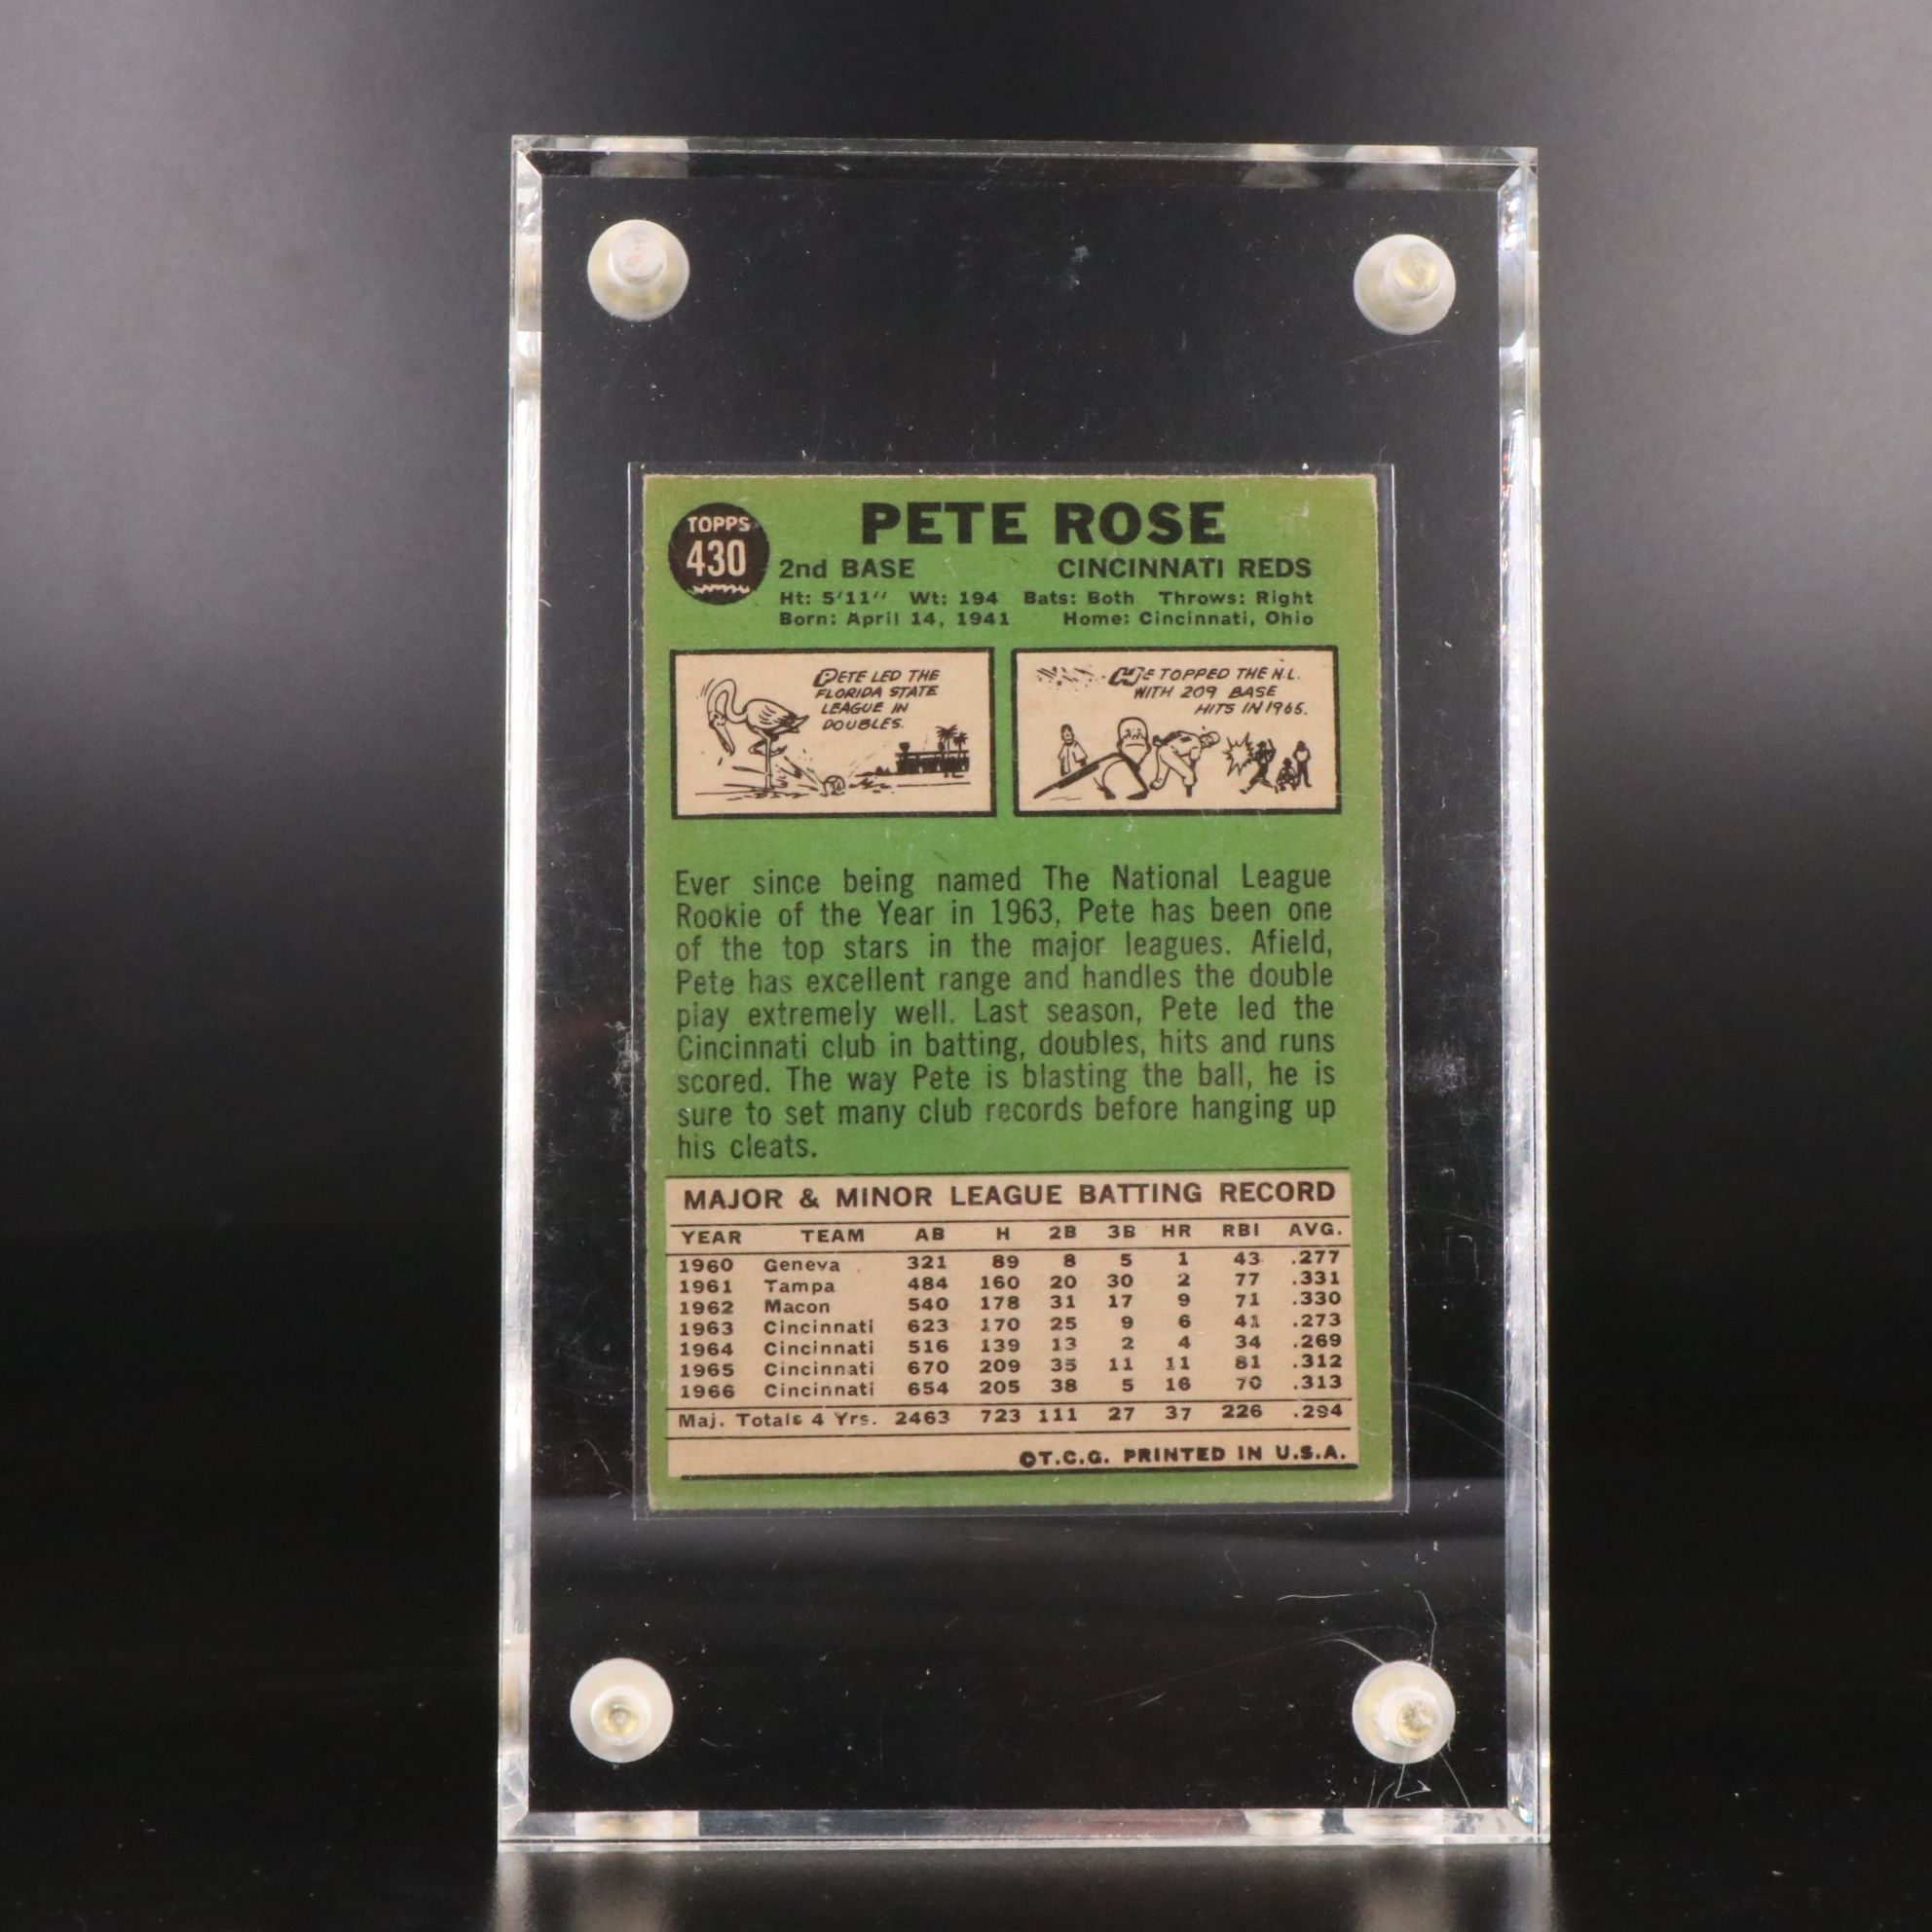 TOPPS
430
PETE ROSE
2nd BASE CINCINNATI REDS
Ht: 5'11" Wt: 194 Bats: Both Throws: Right
Born: April 14, 1941 Home: Cincinnati, Ohio
PETE LED THE
FLORIDA STATE
LEAGUE IN
DOUBLES.
HE TOPPED THE N.L.
WITH 209 BASE
HITS IN 1965.
Ever since being named The National League
Rookie of the Year in 1963, Pete has been one
of the top stars in the major leagues. Afield,
Pete has excellent range and handles the double
play extremely well. Last season, Pete led the
Cincinnati club in batting, doubles, hits and runs
scored. The way Pete is blasting the ball, he is
sure to set many club records before hanging up
his cleats.
MAJOR & MINOR LEAGUE BATTING RECORD
YEAR TEAM AB H 2B 3B HR RBI AVG.
1960 Geneva 321 89 8 5 1 43 .277
1961 Tampa 484 160 20 30 2 77 .331
1962 Macon 540 178 31 17 9 71 .330
1963 Cincinnati 623 170 25 9 6 41 .273
1964 Cincinnati 516 139 13 2 4 34 .269
1965 Cincinnati 670 209 35 11 11 81 .312
1966 Cincinnati 654 205 38 5 16 70 .313
Maj. Totals 4 Yrs. 2463 723 111 27 37 226 .294
©T.C.G. PRINTED IN U.S.A.